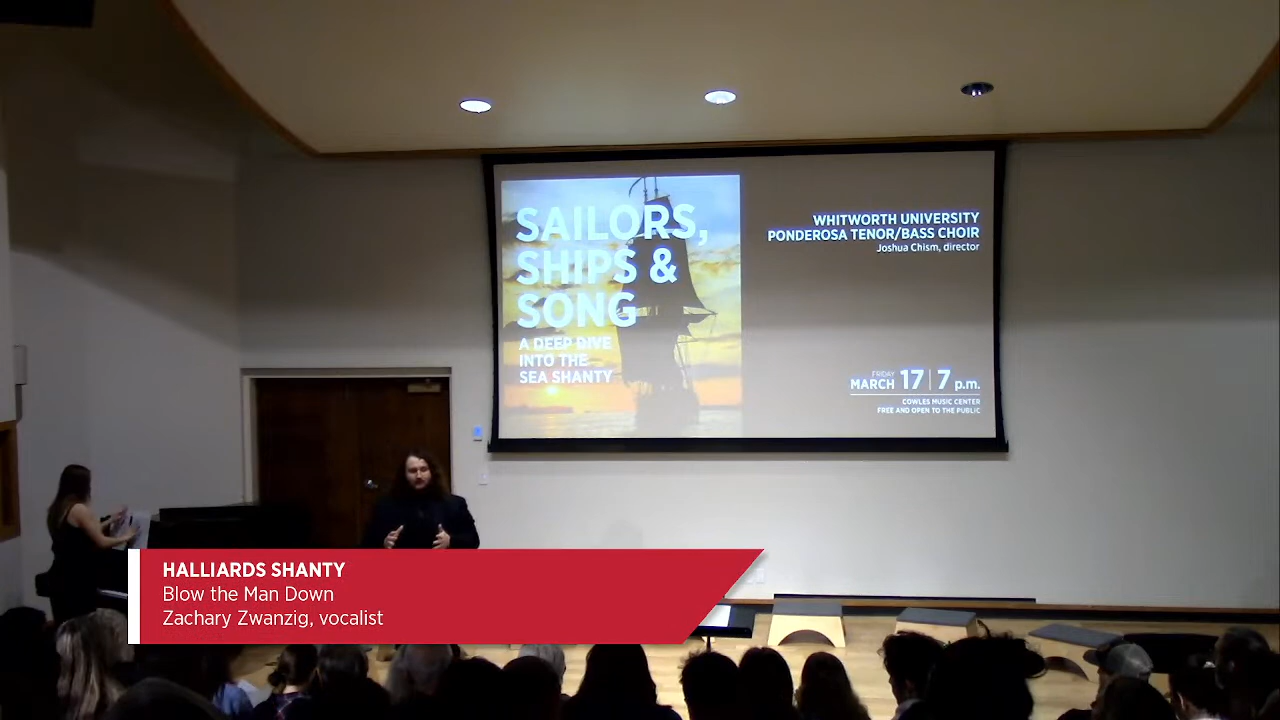 SAILORS,
SHIPS &
SONG
A DEEP DIVE
INTO THE
SEA SHANTY
WHITWORTH UNIVERSITY
PONDEROSA TENOR/BASS CHOIR
Joshua Chism, director
FRIDAY
MARCH 17 | 7 p.m.
COWLES MUSIC CENTER
FREE AND OPEN TO THE PUBLIC
HALLIARDS SHANTY
Blow the Man Down
Zachary Zwanzig, vocalist